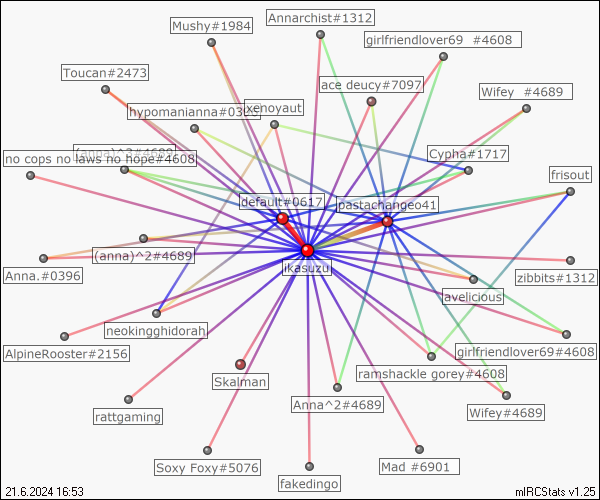 Mushy#1984
Annarchist#1312
girlfriendlover69 #4608
Toucan#2473
ace deucy#7097
Wifey #4689
hypomanianna#03
xenoyaut
(anna)^3#4689
no cops no laws no hope#4608
Cypha#1717
frisout
default#0617
pastachangeo41
(anna)^2#4689
ikasuzu
Anna.#0396
zibbits#1312
avelicious
neokingghidorah
AlpineRooster#2156
girlfriendlover69#4608
Skalman
ramshackle gorey#4608
rattgaming
Anna^2#4689
Wifey#4689
Soxy Foxy#5076
Mad #6901
fakedingo
21.6.2024 16:53
mIRCStats v1.25